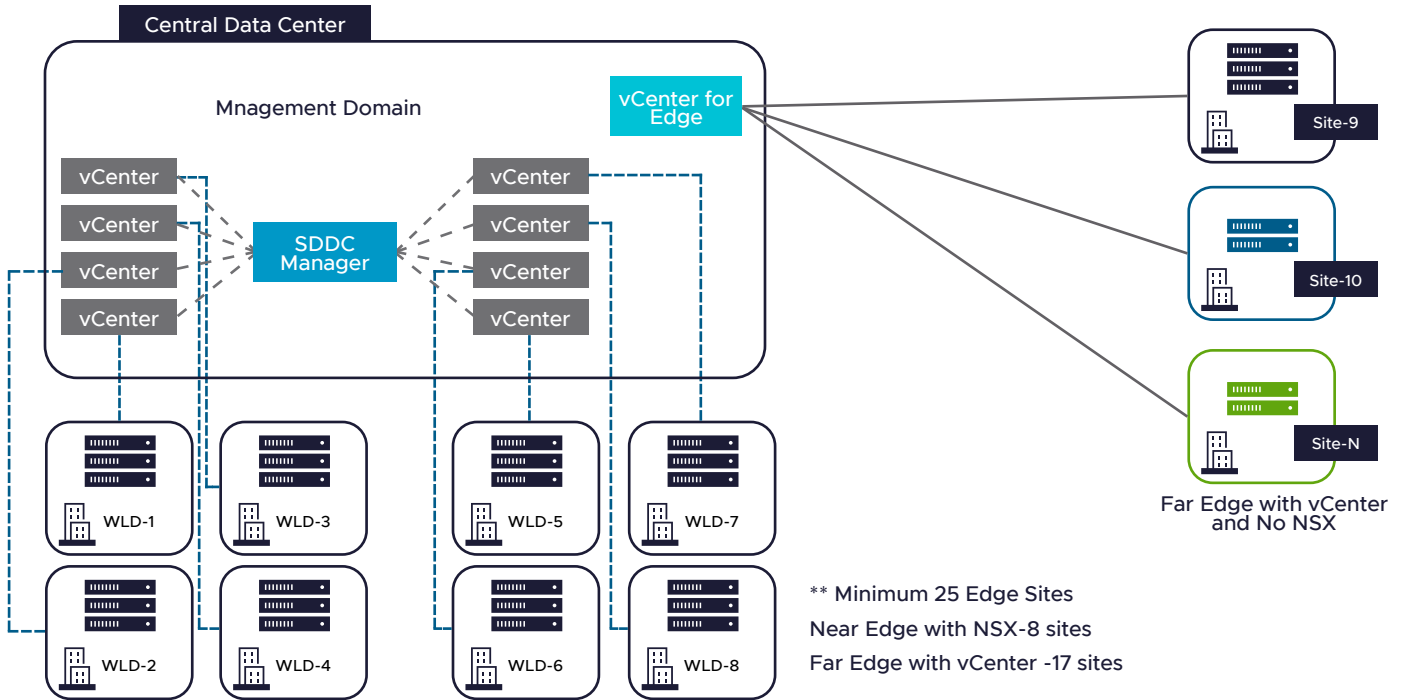 Central Data Center
Mnagement Domain
vCenter for
Edge
vCenter
vCenter
vCenter
vCenter
SDDC
Manager
vCenter
vCenter
vCenter
vCenter
Site-9
Site-10
Site-N
Far Edge with vCenter
and No NSX
WLD-1
WLD-3
WLD-5
WLD-7
WLD-2
WLD-4
WLD-6
WLD-8
** Minimum 25 Edge Sites
Near Edge with NSX-8 sites
Far Edge with vCenter -17 sites